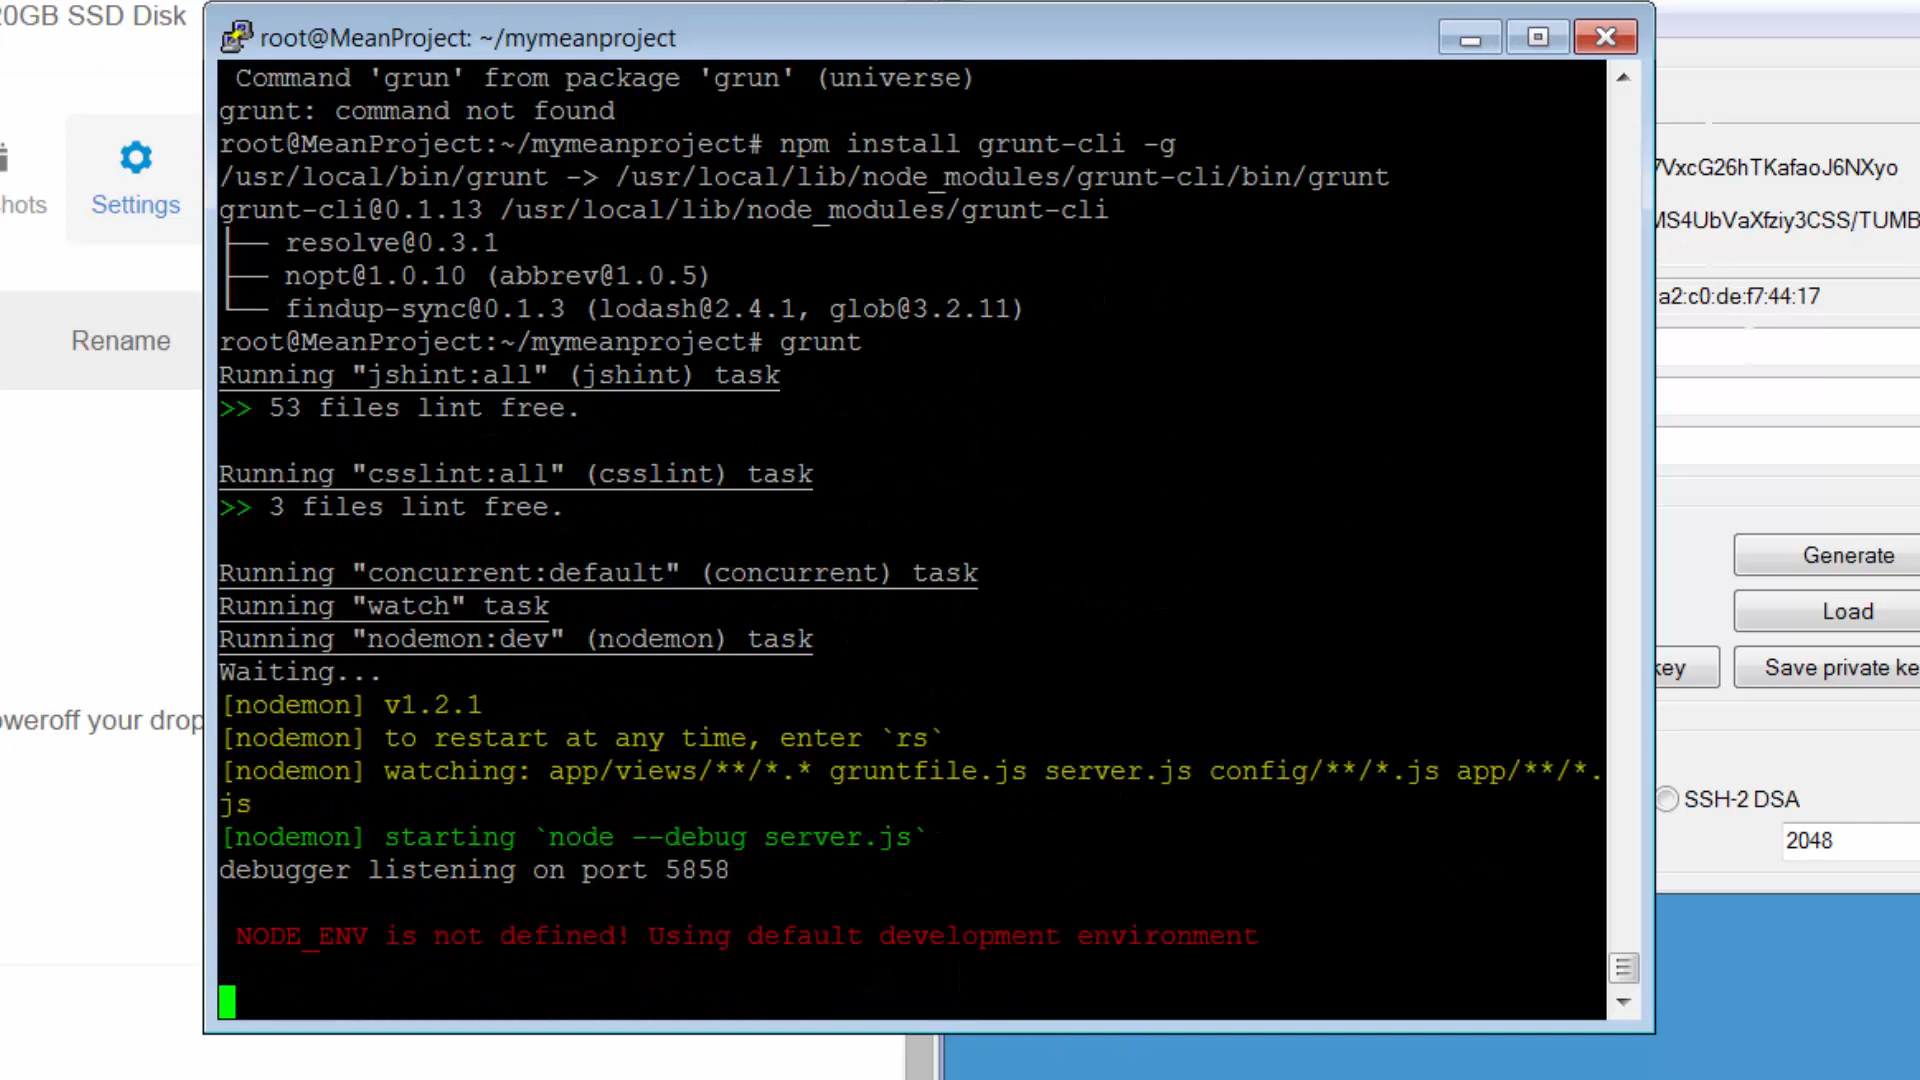 20GB SSD Disk
root@MeanProject: ~/mymeanproject
Command 'grun' from package 'grun' (universe)
grunt: command not found
root@MeanProject:~/mymeanproject# npm install grunt-cli -g
/usr/local/bin/grunt -> /usr/local/lib/node_modules/grunt-cli/bin/grunt
grunt-cli@0.1.13 /usr/local/lib/node_modules/grunt-cli
├── resolve@0.3.1
├── nopt@1.0.10 (abbrev@1.0.5)
└── findup-sync@0.1.3 (lodash@2.4.1, glob@3.2.11)
root@MeanProject:~/mymeanproject# grunt
Running "jshint:all" (jshint) task
>> 53 files lint free.
Running "csslint:all" (csslint) task
>> 3 files lint free.
Running "concurrent:default" (concurrent) task
Running "watch" task
Running "nodemon:dev" (nodemon) task
Waiting...
[nodemon] v1.2.1
[nodemon] to restart at any time, enter `rs`
[nodemon] watching: app/views/**/*.* gruntfile.js server.js config/**/*.js app/**/*.
js
[nodemon] starting `node --debug server.js`
debugger listening on port 5858
NODE_ENV is not defined! Using default development environment
hots
Settings
Rename
oweroff your drop
7VxcG26hTKafaoJ6NXyo
MS4UbVaXfziy3CSS/TUMB
a2:c0:de:f7:44:17
Generate
Load
key
Save private ke
SSH-2 DSA
2048